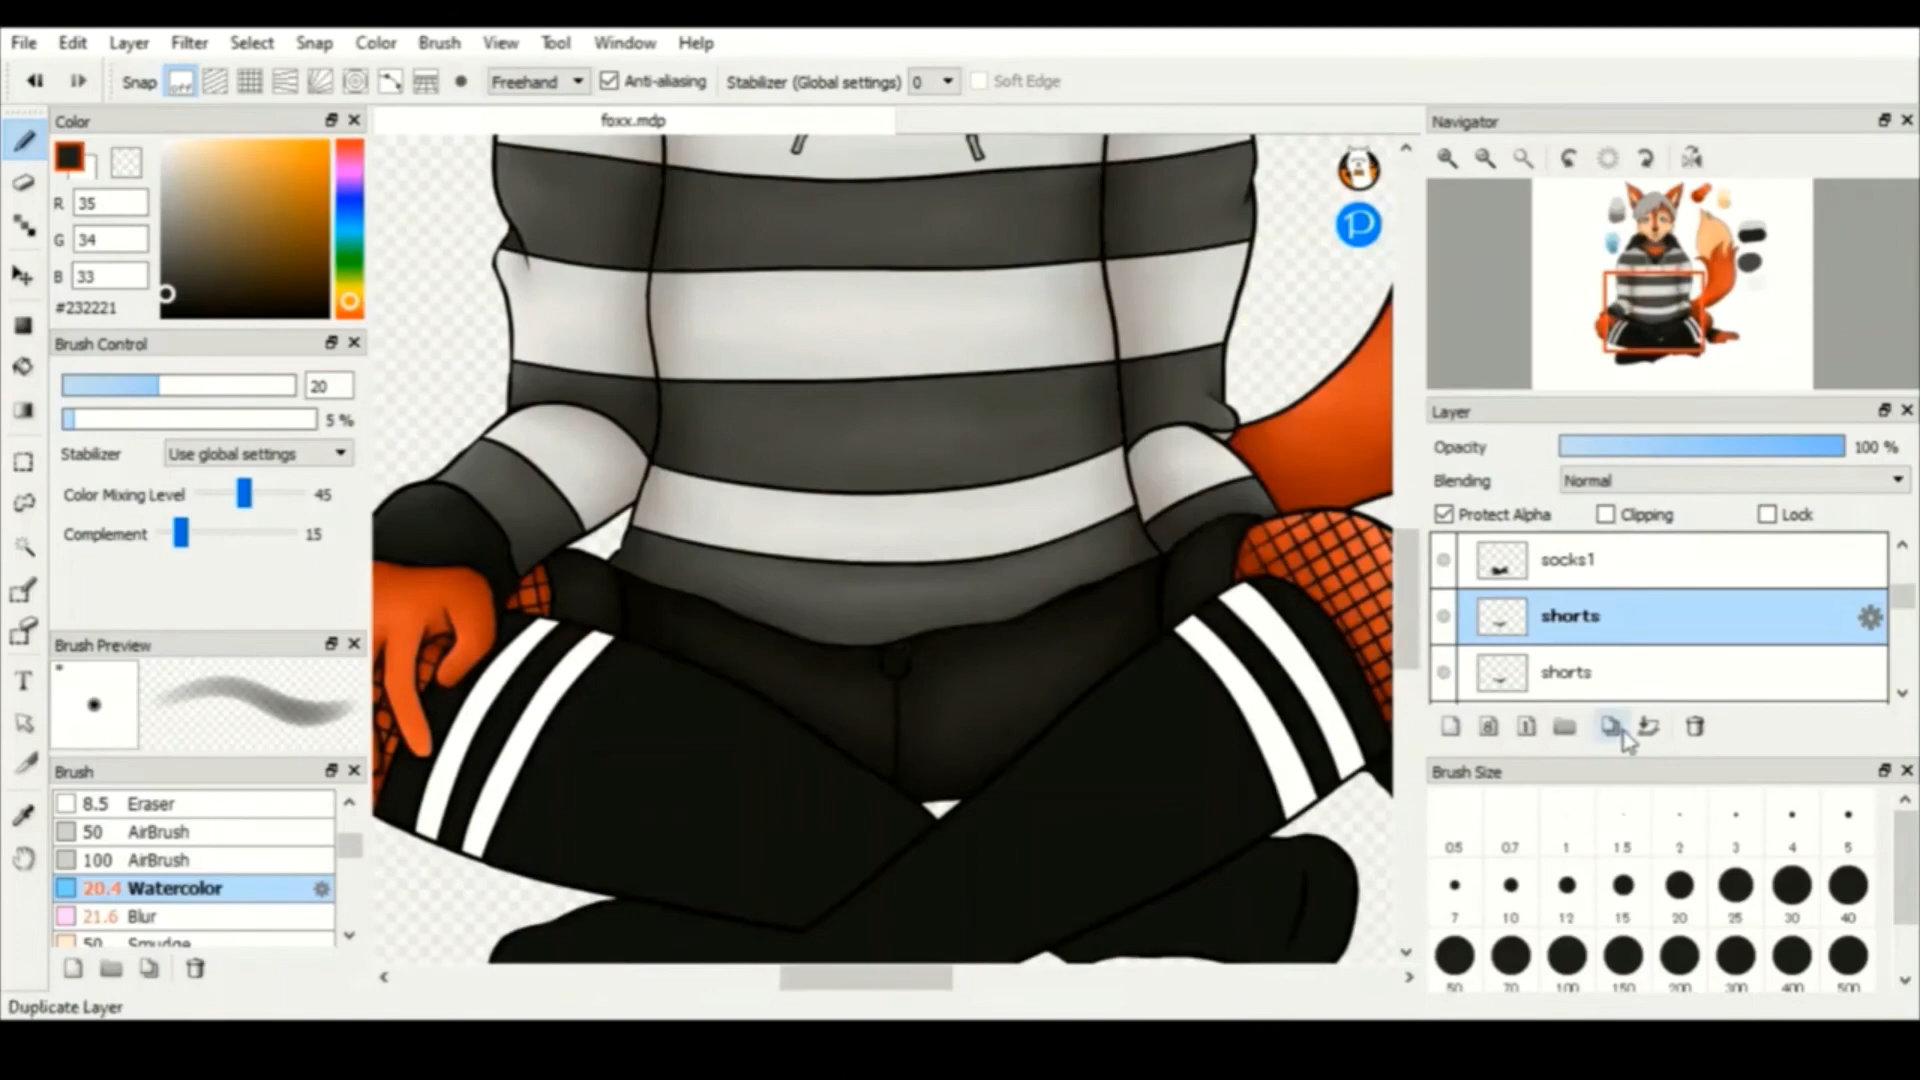 File Edit Layer Filter Select Snap Color Brush View Tool Window Help
Snap off Freehand Anti-aliasing Stabilizer (Global settings) 0 Soft Edge
Color
foxx.mdp
Navigator
R 35
G 34
B 33
#232221
Brush Control
20
5 %
Stabilizer Use global settings
Color Mixing Level 45
Complement 15
Brush Preview
Brush
8.5 Eraser
50 AirBrush
100 AirBrush
20.4 Watercolor
21.6 Blur
50 Smudge
Duplicate Layer
P
Layer
Opacity 100 %
Blending Normal
Protect Alpha Clipping Lock
socks1
shorts
shorts
8 1
Brush Size
0.5 0.7 1 1.5 2 3 4 5
7 10 12 15 20 25 30 40
50 70 100 150 200 300 400 500